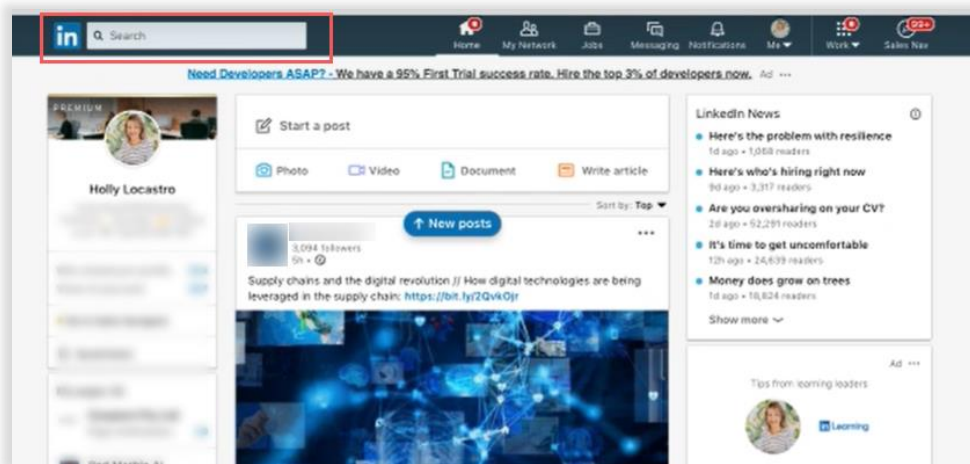 in Search
Home My Network Jobs Messaging Notifications Me Work Sales Nav
99+
Need Developers ASAP? - We have a 95% First Trial success rate. Hire the top 3% of developers now. Ad
PREMIUM
Holly Locastro
Start a post
Photo Video Document Write article
Sort by: Top
New posts
3,094 followers
5h
Supply chains and the digital revolution // How digital technologies are being
leveraged in the supply chain: https://bit.ly/2QvkOjr
LinkedIn News
Here's the problem with resilience
1d ago • 1,068 readers
Here's who's hiring right now
9d ago • 3,317 readers
Are you oversharing on your CV?
2d ago • 52,291 readers
It's time to get uncomfortable
12h ago • 24,639 readers
Money does grow on trees
1d ago • 18,824 readers
Show more
Ad
Tips from learning leaders
in Learning